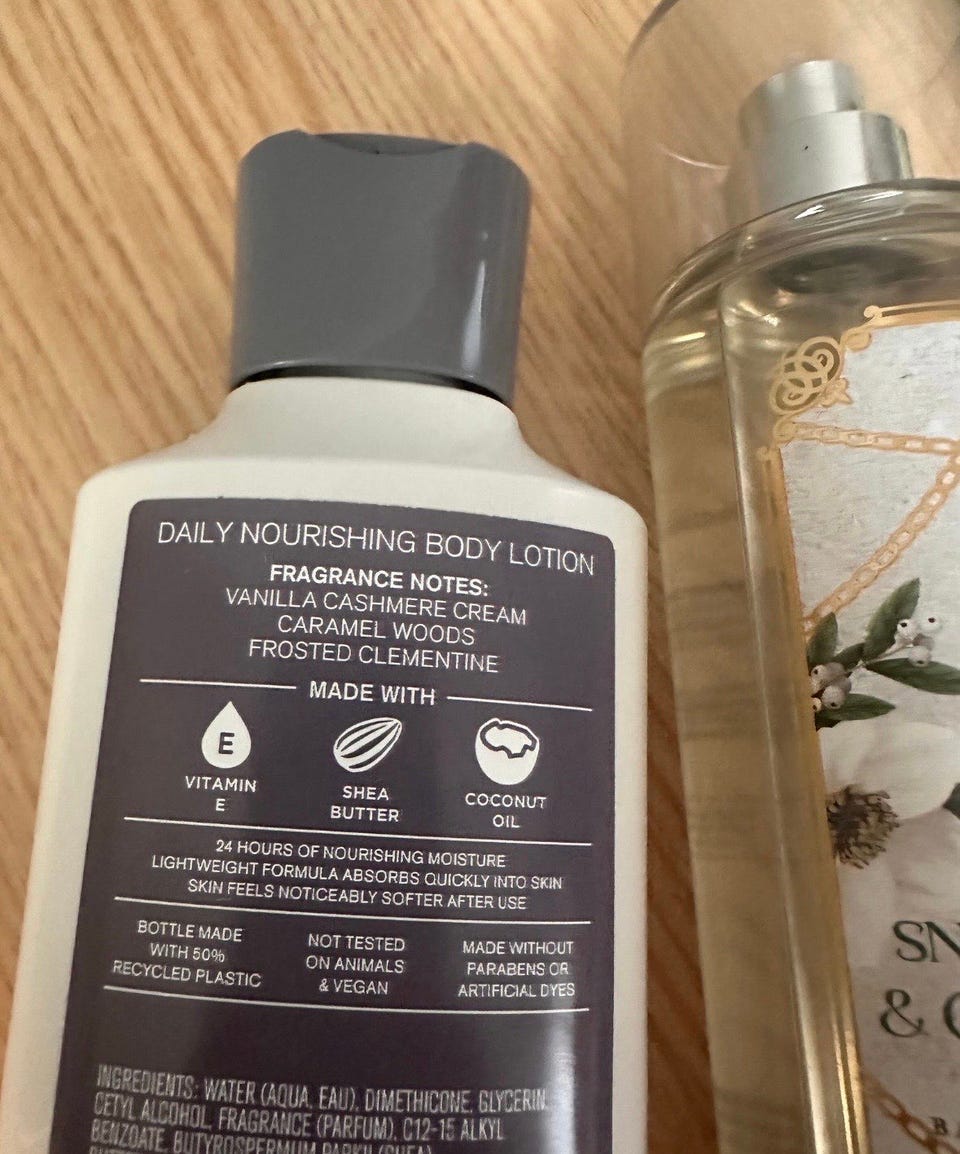 DAILY NOURISHING BODY LOTION
FRAGRANCE NOTES:
VANILLA CASHMERE CREAM
CARAMEL WOODS
FROSTED CLEMENTINE
MADE WITH
E
VITAMIN
E
SHEA
BUTTER
COCONUT
OIL
24 HOURS OF NOURISHING MOISTURE
LIGHTWEIGHT FORMULA ABSORBS QUICKLY INTO SKIN
SKIN FEELS NOTICEABLY SOFTER AFTER USE
BOTTLE MADE
WITH 50%
RECYCLED PLASTIC
NOT TESTED
ON ANIMALS
& VEGAN
MADE WITHOUT
PARABENS OR
ARTIFICIAL DYES
INGREDIENTS: WATER (AQUA, EAU), DIMETHICONE, GLYCERIN,
CETYL ALCOHOL, FRAGRANCE (PARFUM), C12-15 ALKYL
BENZOATE, BUTYROSPERMUM PARKII (SHEA)
SN
&